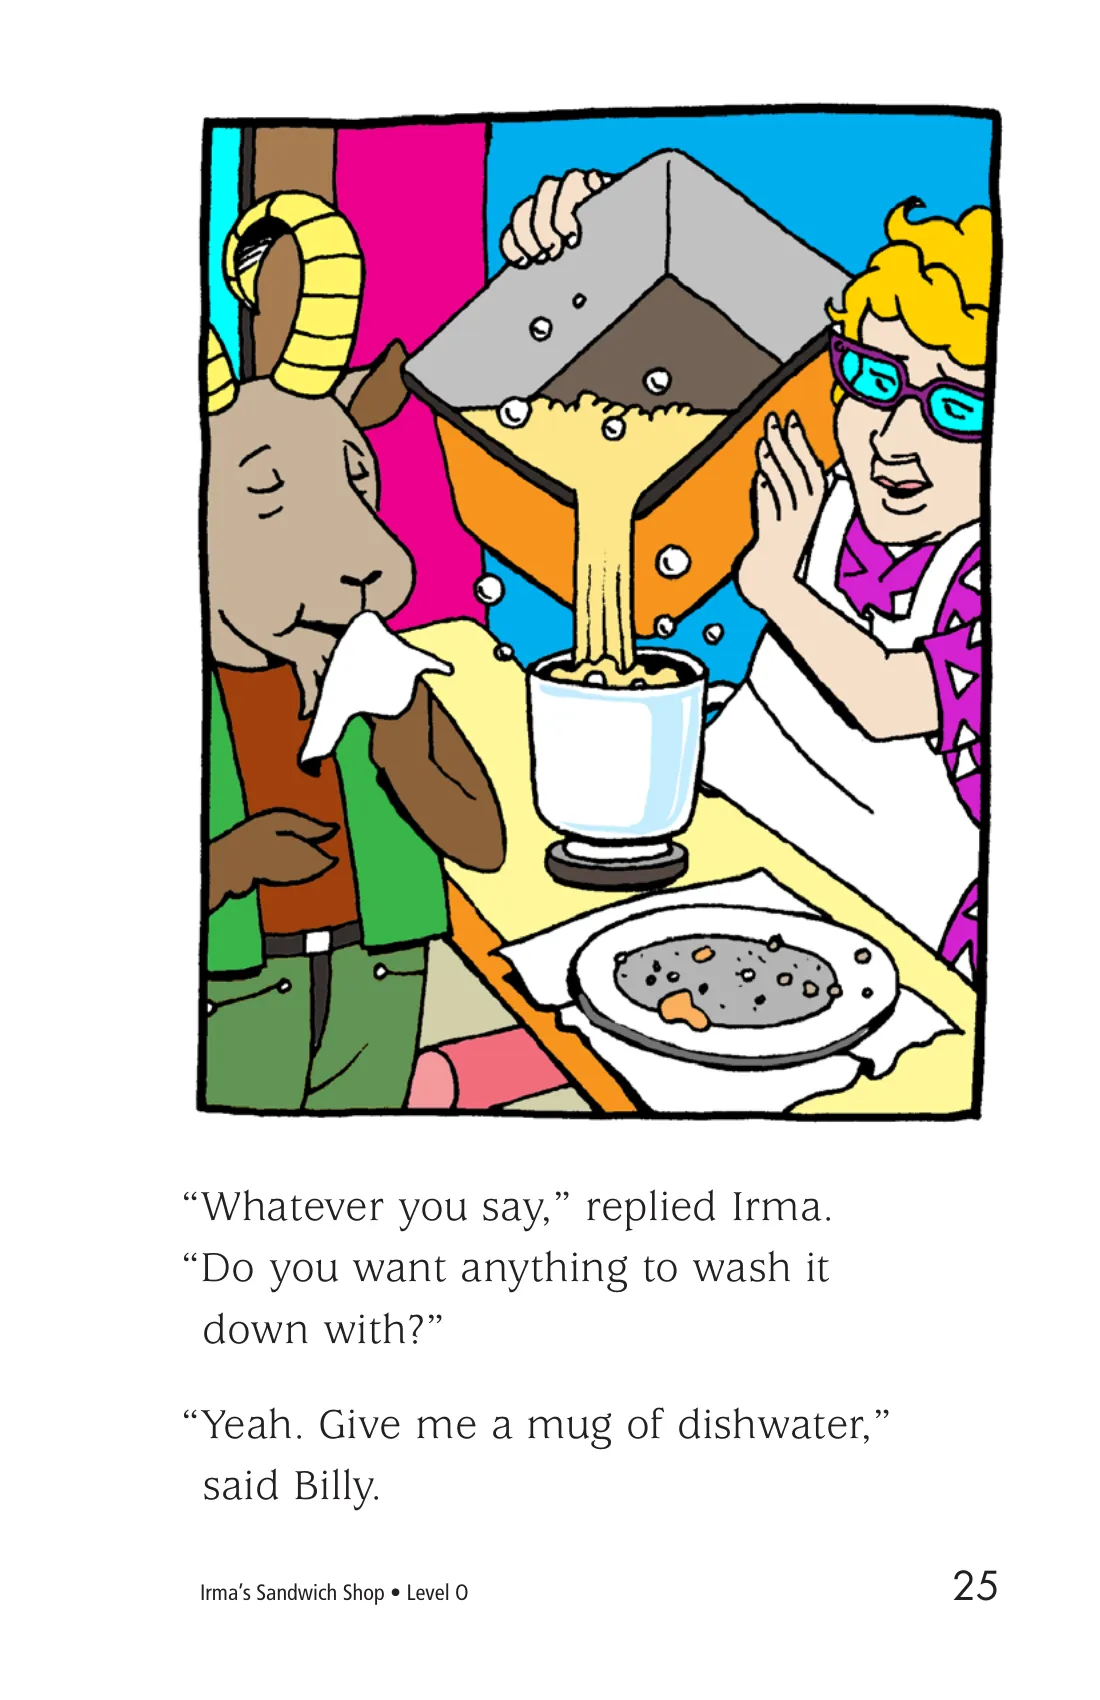 “Whatever you say,” replied Irma.
“Do you want anything to wash it
down with?”
“Yeah. Give me a mug of dishwater,”
said Billy.
Irma’s Sandwich Shop • Level O
25